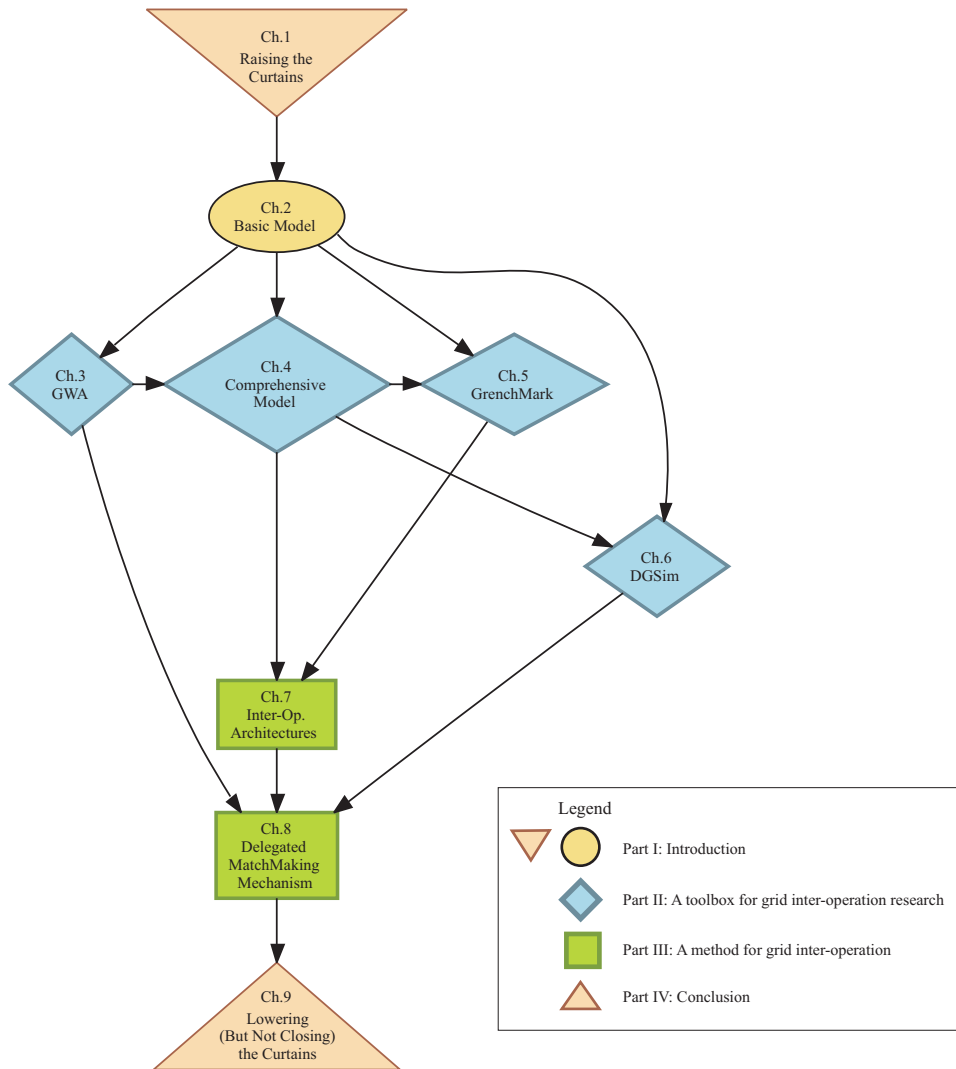 Ch.1
Raising the
Curtains
Ch.2
Basic Model
Ch.3
GWA
Ch.4
Comprehensive
Model
Ch.5
GrenchMark
Ch.6
DGSim
Ch.7
Inter-Op.
Architectures
Ch.8
Delegated
MatchMaking
Mechanism
Ch.9
Lowering
(But Not Closing)
the Curtains
Legend
Part I: Introduction
Part II: A toolbox for grid inter-operation research
Part III: A method for grid inter-operation
Part IV: Conclusion